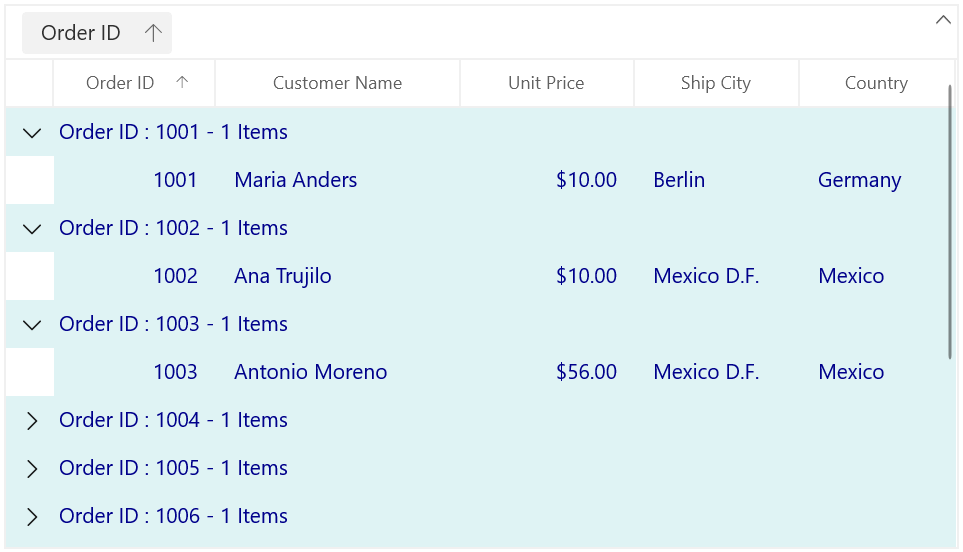 Order ID
Order ID Customer Name Unit Price Ship City Country
Order ID : 1001 - 1 Items
1001 Maria Anders $10.00 Berlin Germany
Order ID : 1002 - 1 Items
1002 Ana Trujilo $10.00 Mexico D.F. Mexico
Order ID : 1003 - 1 Items
1003 Antonio Moreno $56.00 Mexico D.F. Mexico
Order ID : 1004 - 1 Items
Order ID : 1005 - 1 Items
Order ID : 1006 - 1 Items